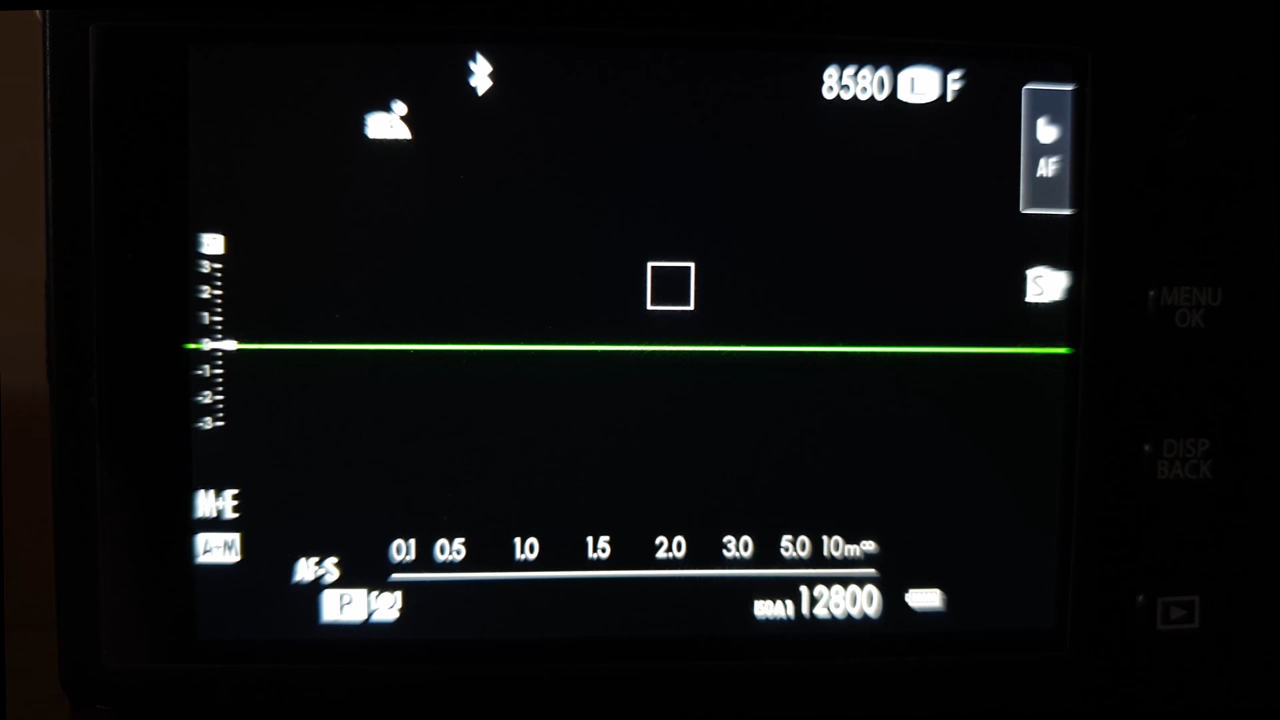 8580 L F
AF
S
3
2
1
0
-1
-2
-3
MENU
OK
DISP
BACK
M+E
A-M
0.1 0.5 1.0 1.5 2.0 3.0 5.0 10m∞
AF-S
P ISOA1 12800